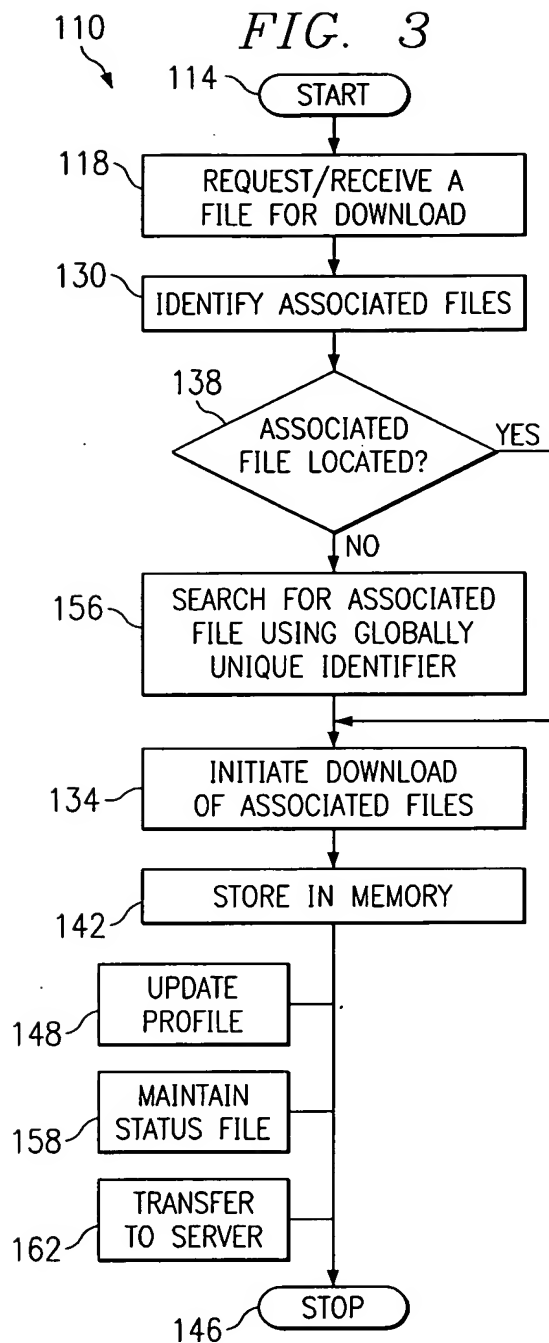 110
FIG. 3
114
START
118
REQUEST/RECEIVE A
FILE FOR DOWNLOAD
130
IDENTIFY ASSOCIATED FILES
138
ASSOCIATED
FILE LOCATED?
YES
NO
156
SEARCH FOR ASSOCIATED
FILE USING GLOBALLY
UNIQUE IDENTIFIER
134
INITIATE DOWNLOAD
OF ASSOCIATED FILES
142
STORE IN MEMORY
148
UPDATE
PROFILE
158
MAINTAIN
STATUS FILE
162
TRANSFER
TO SERVER
146
STOP